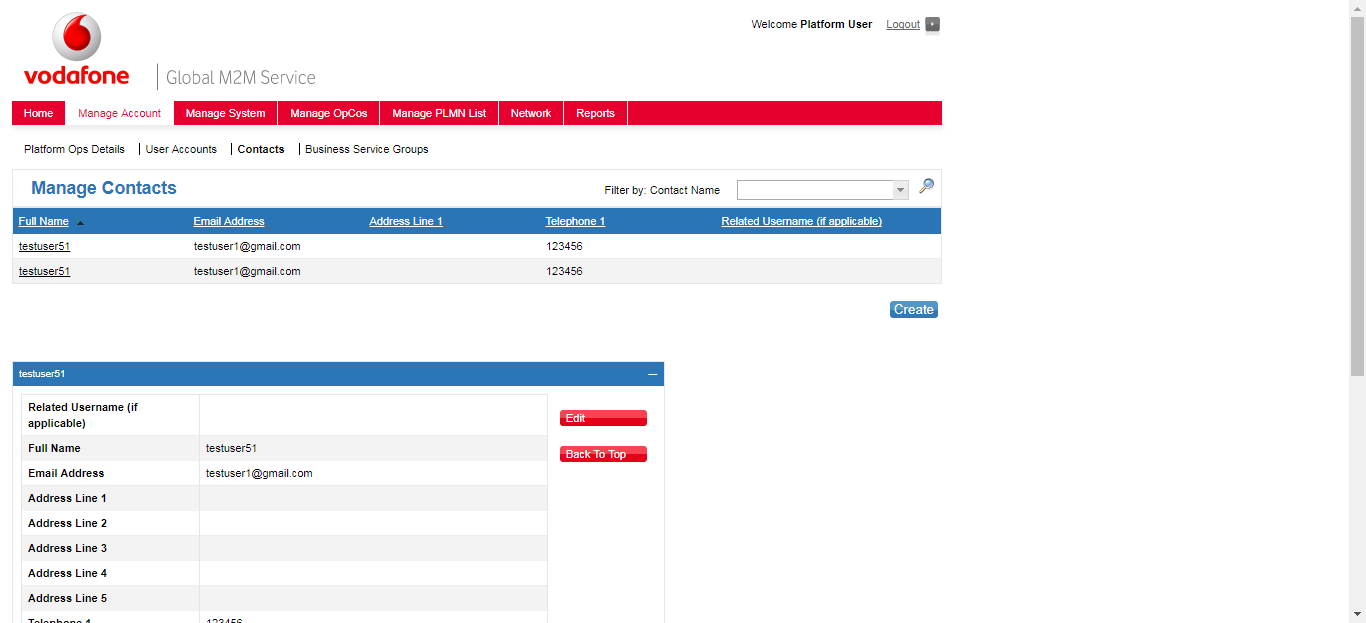 Welcome Platform User Logout
vodafone
Global M2M Service
Home Manage Account Manage System Manage OpCos Manage PLMN List Network Reports
Platform Ops Details User Accounts Contacts Business Service Groups
Manage Contacts Filter by: Contact Name
Full Name Email Address Address Line 1 Telephone 1 Related Username (if applicable)
testuser51 testuser1@gmail.com 123456
testuser51 testuser1@gmail.com 123456
Create
testuser51
Related Username (if
applicable)
Edit
Full Name testuser51
Back To Top
Email Address testuser1@gmail.com
Address Line 1
Address Line 2
Address Line 3
Address Line 4
Address Line 5
Telephone 1 123456